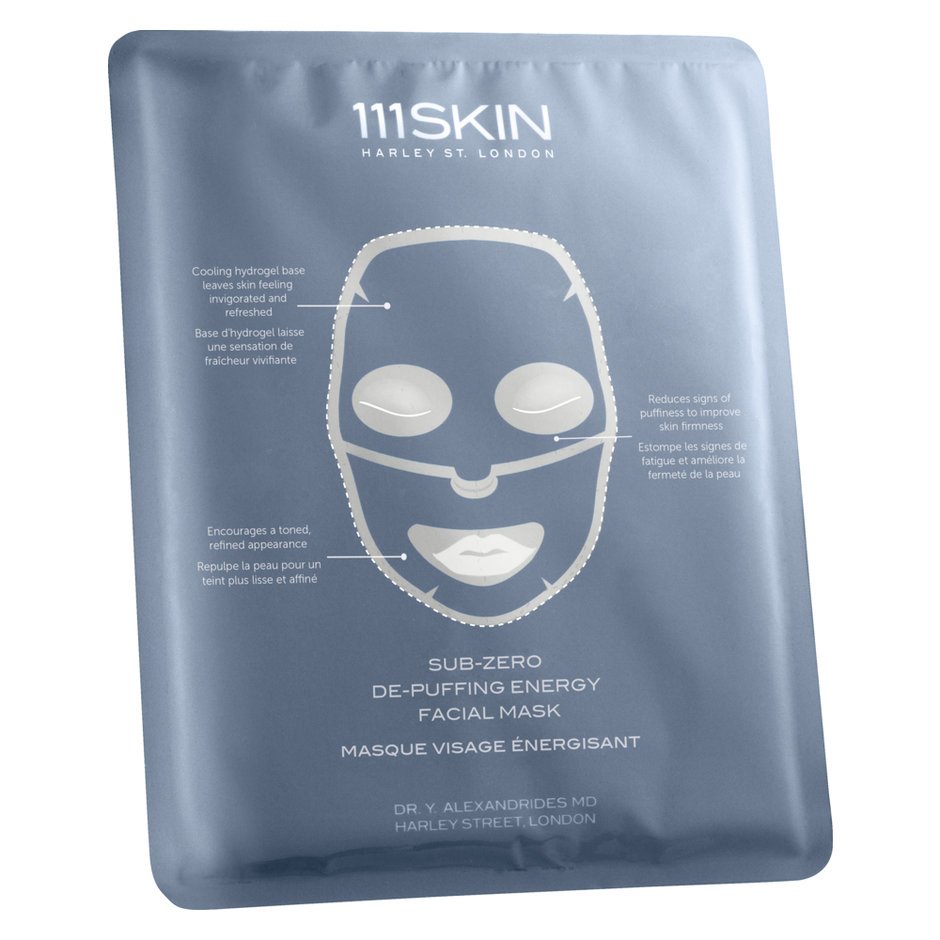 111SKIN
HARLEY ST. LONDON
Cooling hydrogel base
leaves skin feeling
invigorated and
refreshed
Base d'hydrogel laisse
une sensation de
fraîcheur vivifiante
Reduces signs of
puffiness to improve
skin firmness
Estompe les signes de
fatigue et améliore la
fermeté de la peau
Encourages a toned,
refined appearance
Repulpe la peau pour un
teint plus lisse et affiné
SUB-ZERO
DE-PUFFING ENERGY
FACIAL MASK
MASQUE VISAGE ÉNERGISANT
DR. Y. ALEXANDRIDES MD
HARLEY STREET, LONDON